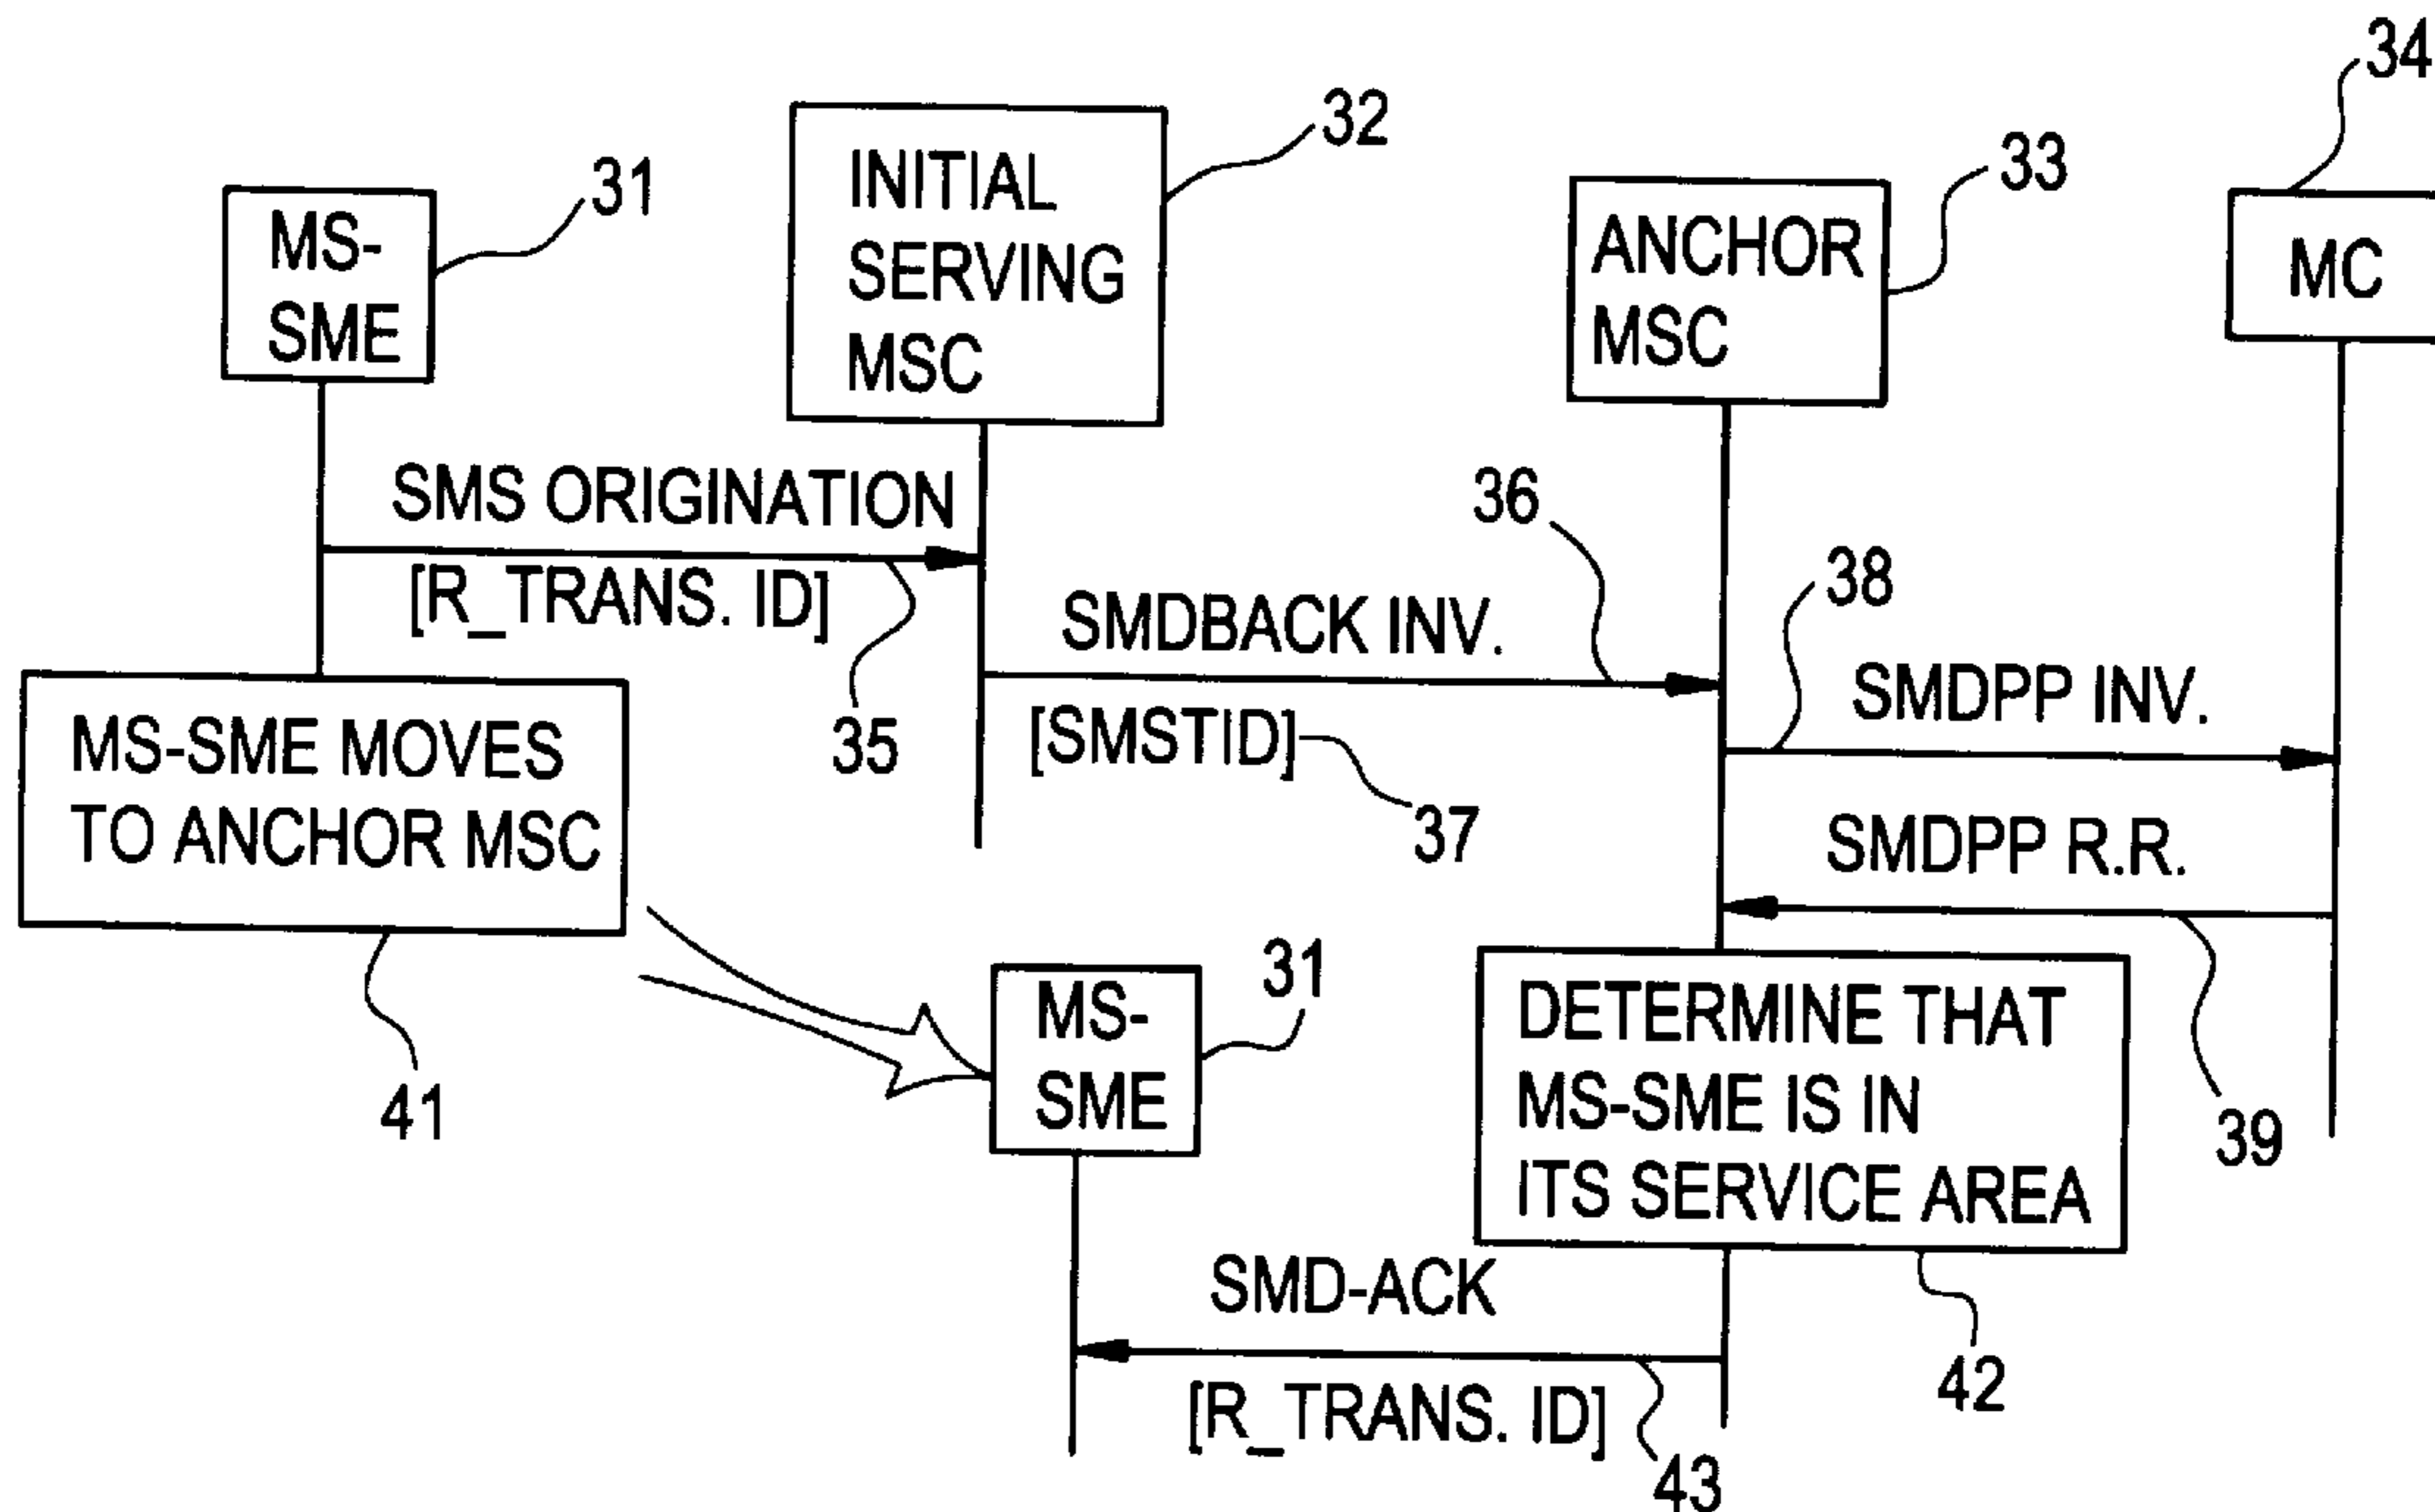 34
32
INITIAL
SERVING
MSC
31
MS-
SME
33
ANCHOR
MSC
MC
SMS ORIGINATION
[R_TRANS. ID]
35
36
SMDBACK INV.
[SMSTID]
37
38
SMDPP INV.
SMDPP R.R.
39
MS-SME MOVES
TO ANCHOR MSC
41
31
MS-
SME
DETERMINE THAT
MS-SME IS IN
ITS SERVICE AREA
42
SMD-ACK
[R_TRANS. ID]
43